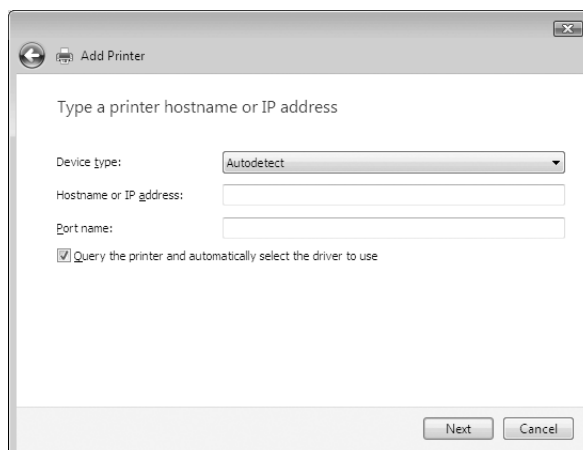 Add Printer
Type a printer hostname or IP address
Device type: Autodetect
Hostname or IP address:
Port name:
Query the printer and automatically select the driver to use
Next Cancel